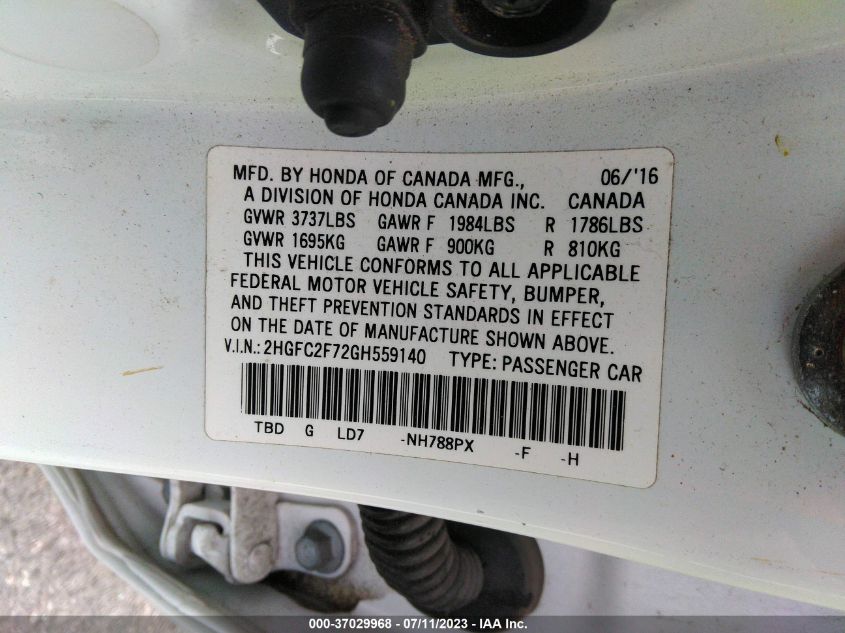 MFD. BY HONDA OF CANADA MFG., 06/'16
A DIVISION OF HONDA CANADA INC. CANADA
GVWR 3737LBS GAWR F 1984LBS R 1786LBS
GVWR 1695KG GAWR F 900KG R 810KG
THIS VEHICLE CONFORMS TO ALL APPLICABLE
FEDERAL MOTOR VEHICLE SAFETY, BUMPER,
AND THEFT PREVENTION STANDARDS IN EFFECT
ON THE DATE OF MANUFACTURE SHOWN ABOVE.
V.I.N.: 2HGFC2F72GH559140 TYPE: PASSENGER CAR
TBD G LD7 -NH788PX -F -H
000-37029968 - 07/11/2023 - IAA Inc.